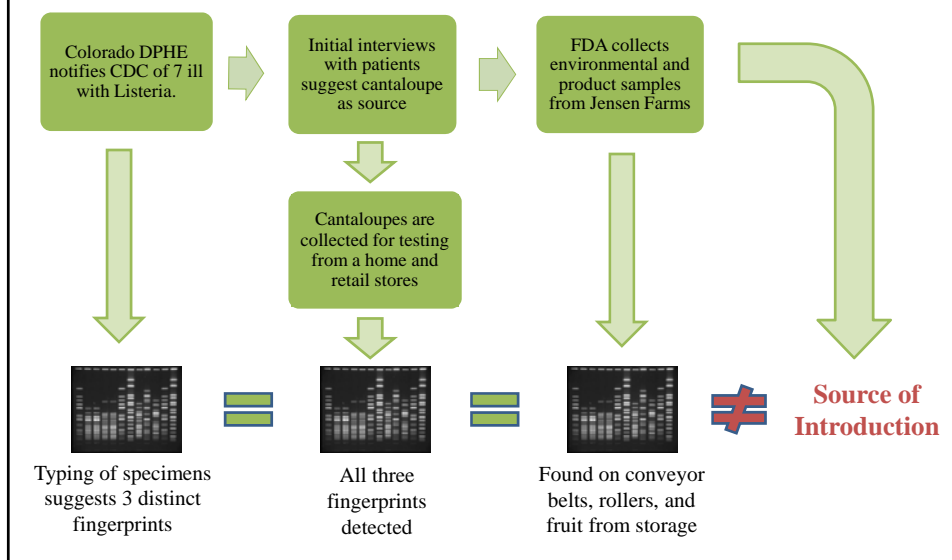 Colorado DPHE
notifies CDC of 7 ill
with Listeria.
Initial interviews
with patients
suggest cantaloupe
as source
FDA collects
environmental and
product samples
from Jensen Farms
Cantaloupes are
collected for testing
from a home and
retail stores
Source of
Introduction
Typing of specimens
suggests 3 distinct
fingerprints
All three
fingerprints
detected
Found on conveyor
belts, rollers, and
fruit from storage